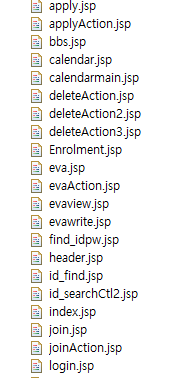 apply.jsp
applyAction.jsp
bbs.jsp
calendar.jsp
calendarmain.jsp
deleteAction.jsp
deleteAction2.jsp
deleteAction3.jsp
Enrolment.jsp
eva.jsp
evaAction.jsp
evaview.jsp
evawrite.jsp
find_idpw.jsp
header.jsp
id_find.jsp
id_searchCtl2.jsp
index.jsp
join.jsp
joinAction.jsp
login.jsp